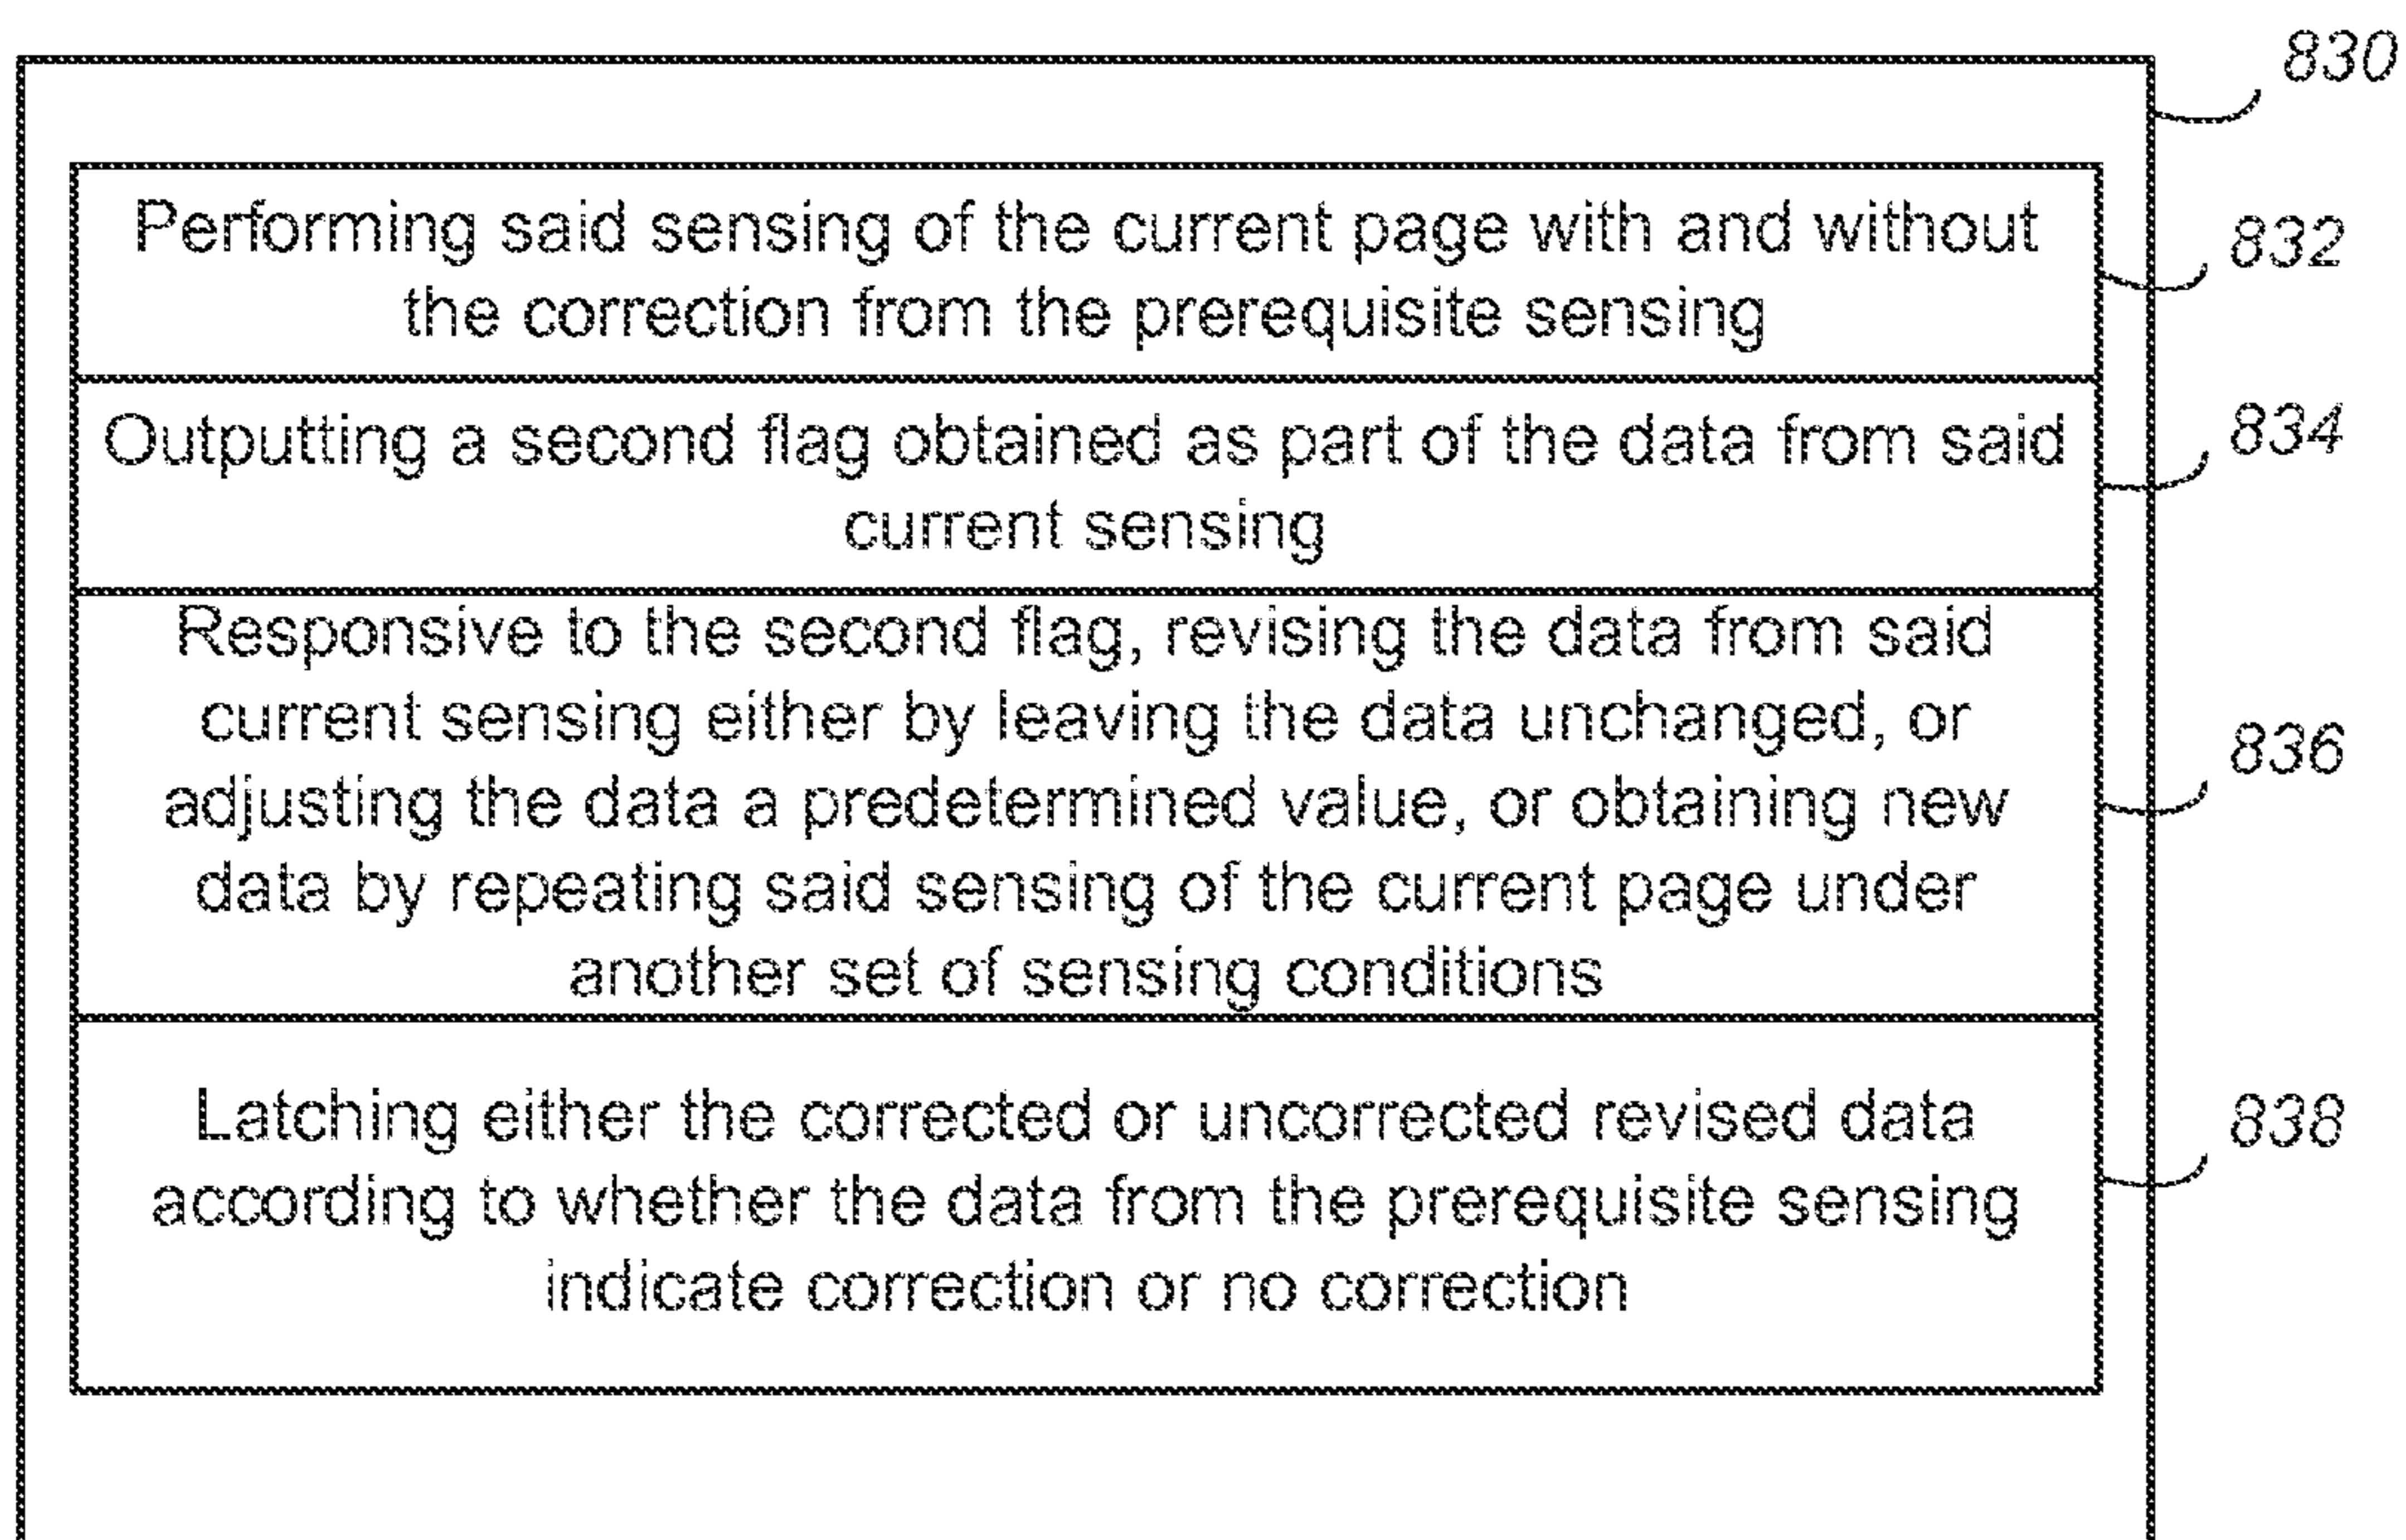 830
Performing said sensing of the current page with and without
the correction from the prerequisite sensing
832
Outputting a second flag obtained as part of the data from said
current sensing
834
Responsive to the second flag, revising the data from said
current sensing either by leaving the data unchanged, or
adjusting the data a predetermined value, or obtaining new
data by repeating said sensing of the current page under
another set of sensing conditions
836
Latching either the corrected or uncorrected revised data
according to whether the data from the prerequisite sensing
indicate correction or no correction
838